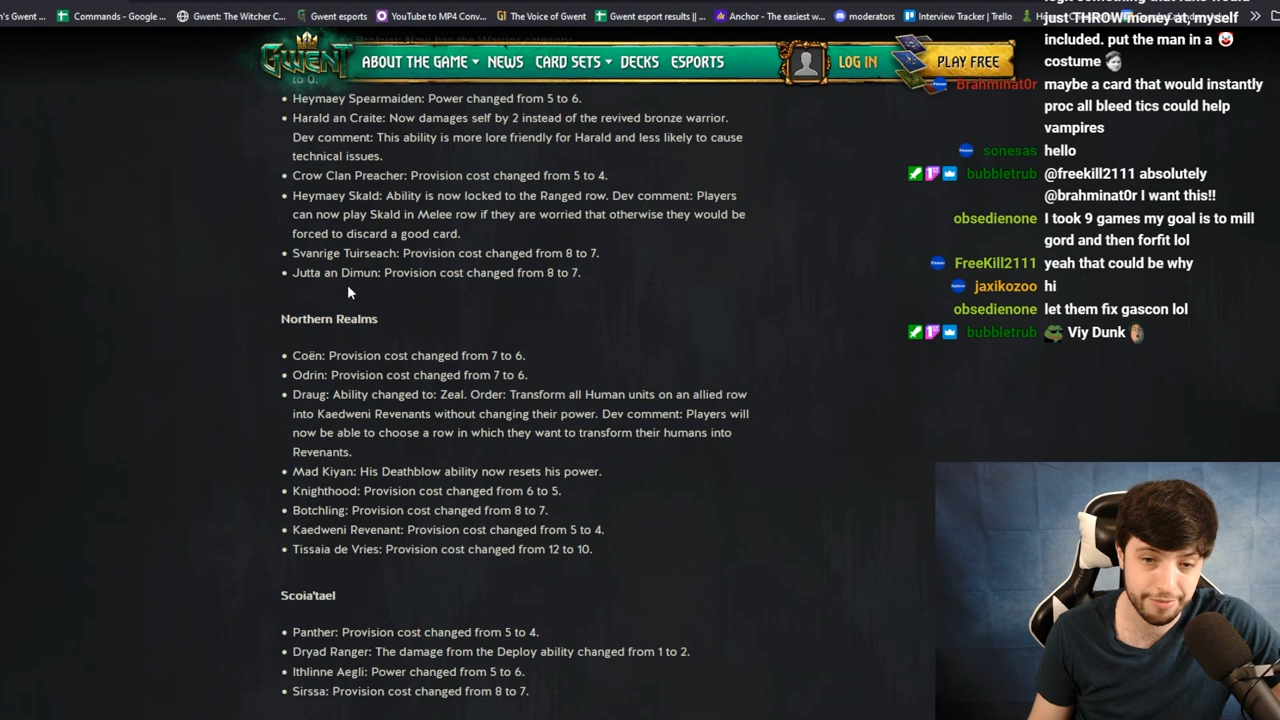 n's Gwent ...
Commands - Google ...
Gwent: The Witcher C...
Gwent esports
YouTube to MP4 Conv...
The Voice of Gwent
Gwent esport results || ...
Anchor - The easiest w...
moderators
Interview Tracker | Trello
GWENT
ABOUT THE GAME
NEWS
CARD SETS
DECKS
ESPORTS
LOG IN
PLAY FREE
to 0.
• Heymaey Spearmaiden: Power changed from 5 to 6.
• Harald an Craite: Now damages self by 2 instead of the revived bronze warrior.
Dev comment: This ability is more lore friendly for Harald and less likely to cause
technical issues.
• Crow Clan Preacher: Provision cost changed from 5 to 4.
• Heymaey Skald: Ability is now locked to the Ranged row. Dev comment: Players
can now play Skald in Melee row if they are worried that otherwise they would be
forced to discard a good card.
• Svanrige Tuirseach: Provision cost changed from 8 to 7.
• Jutta an Dimun: Provision cost changed from 8 to 7.
Northern Realms
• Coën: Provision cost changed from 7 to 6.
• Odrin: Provision cost changed from 7 to 6.
• Draug: Ability changed to: Zeal. Order: Transform all Human units on an allied row
into Kaedweni Revenants without changing their power. Dev comment: Players will
now be able to choose a row in which they want to transform their humans into
Revenants.
• Mad Kiyan: His Deathblow ability now resets his power.
• Knighthood: Provision cost changed from 6 to 5.
• Botchling: Provision cost changed from 8 to 7.
• Kaedweni Revenant: Provision cost changed from 5 to 4.
• Tissaia de Vries: Provision cost changed from 12 to 10.
Scoia'tael
• Panther: Provision cost changed from 5 to 4.
• Dryad Ranger: The damage from the Deploy ability changed from 1 to 2.
• Ithlinne Aegli: Power changed from 5 to 6.
• Sirssa: Provision cost changed from 8 to 7.
just THROW money at, myself
included. put the man in a
costume
Brahminat0r maybe a card that would instantly
proc all bleed tics could help
vampires
sonesas hello
bubbletrub @freekill2111 absolutely
@brahminat0r I want this!!
obsedienone I took 9 games my goal is to mill
gord and then forfit lol
FreeKill2111 yeah that could be why
jaxikozoo hi
obsedienone let them fix gascon lol
bubbletrub Viy Dunk